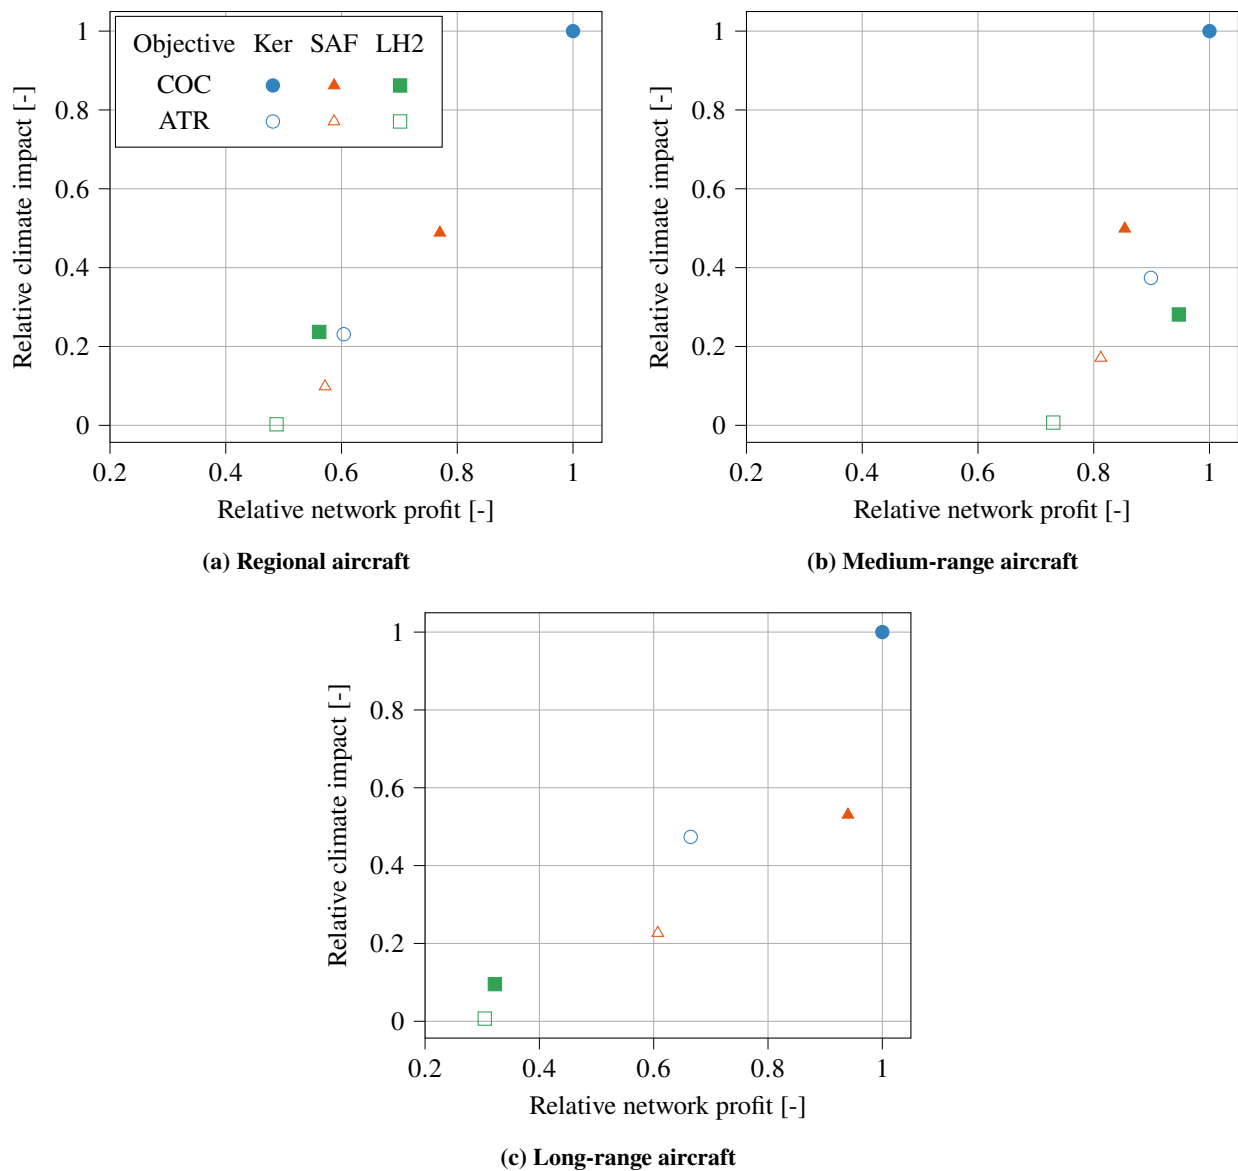 Objective Ker SAF LH2
COC
ATR
1
0.8
0.6
0.4
0.2
0
Relative climate impact [-]
0.2 0.4 0.6 0.8 1
Relative network profit [-]
(a) Regional aircraft
1
0.8
0.6
0.4
0.2
0
Relative climate impact [-]
0.2 0.4 0.6 0.8 1
Relative network profit [-]
(b) Medium-range aircraft
1
0.8
0.6
0.4
0.2
0
Relative climate impact [-]
0.2 0.4 0.6 0.8 1
Relative network profit [-]
(c) Long-range aircraft